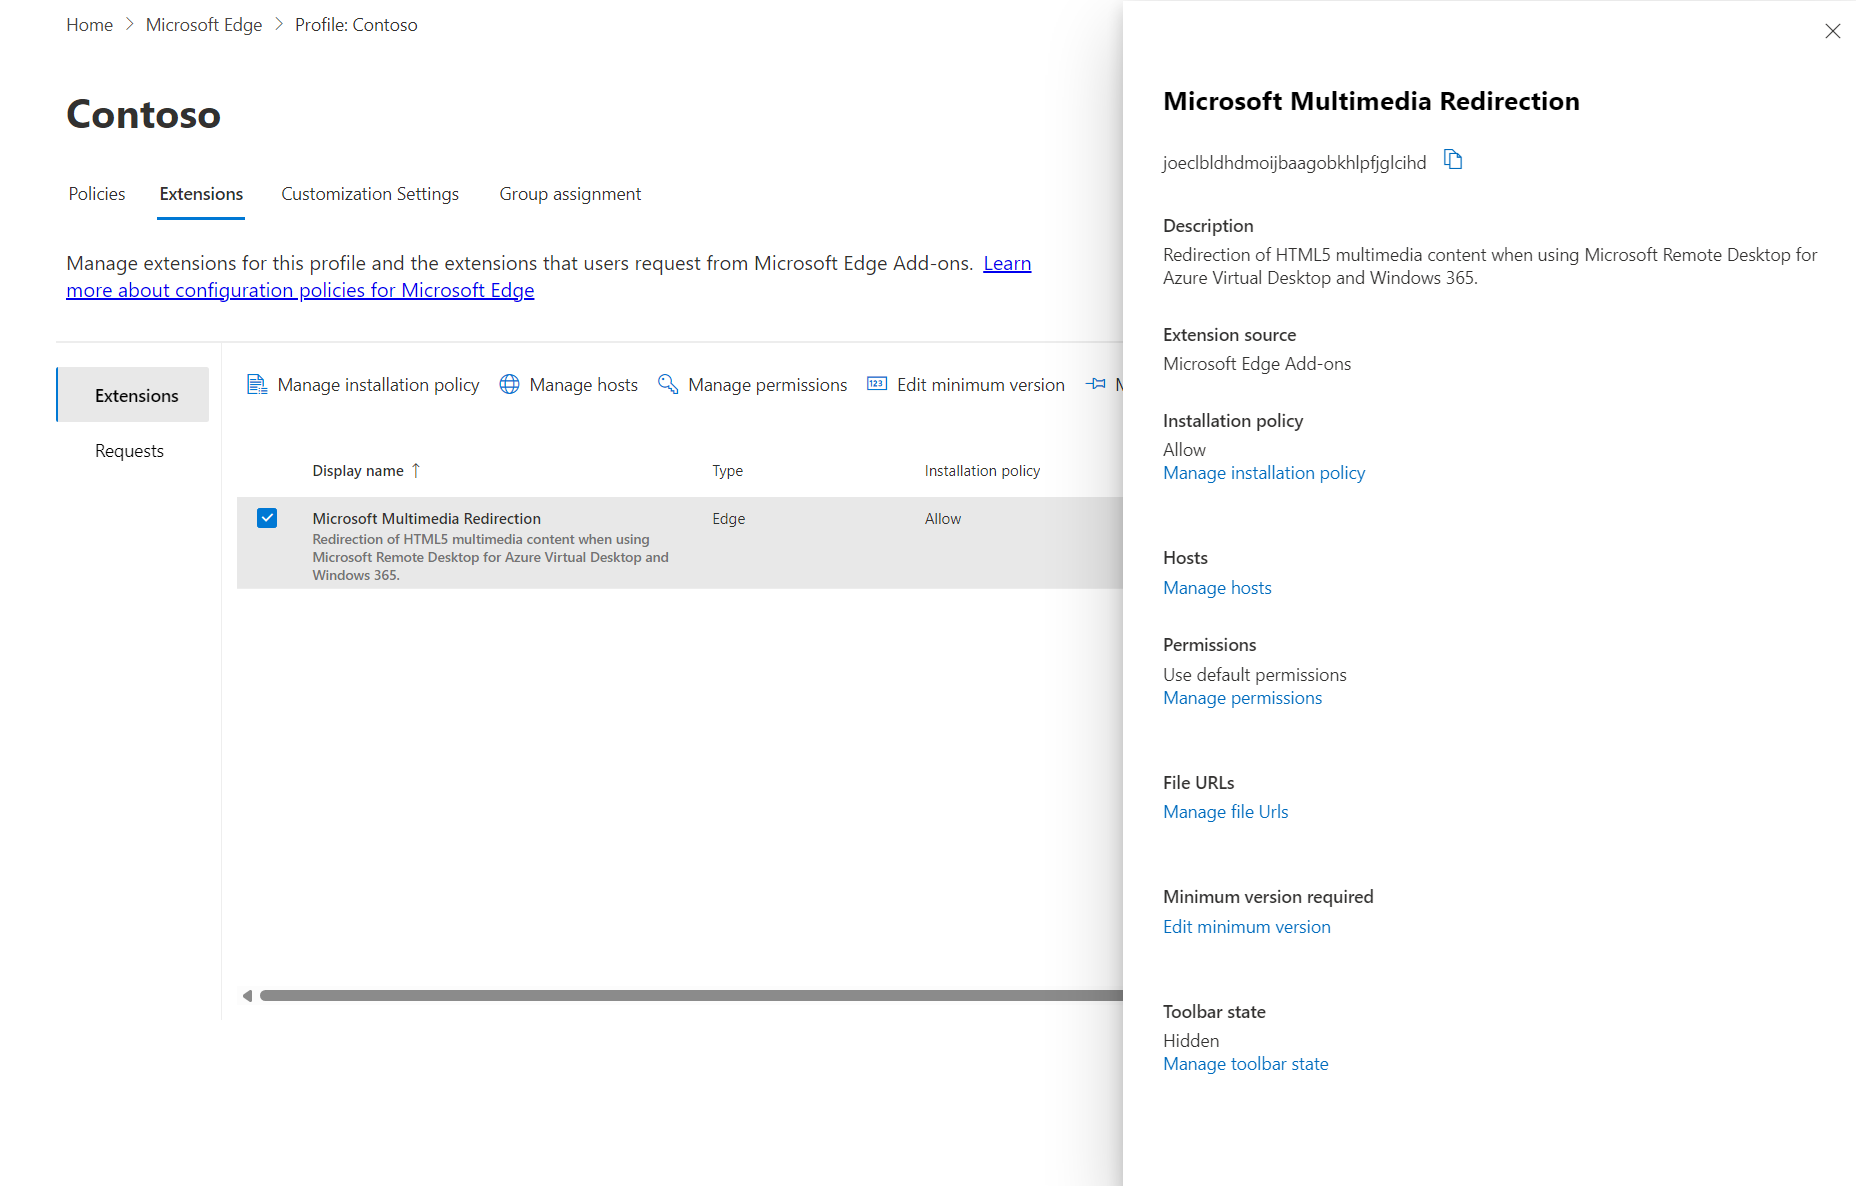 Home > Microsoft Edge > Profile: Contoso
Contoso
Policies
Extensions
Customization Settings
Group assignment
Manage extensions for this profile and the extensions that users request from Microsoft Edge Add-ons. Learn
more about configuration policies for Microsoft Edge
Extensions
Requests
Manage installation policy
Manage hosts
Manage permissions
123 Edit minimum version
M
Display name ↑
Type
Installation policy
Microsoft Multimedia Redirection
Redirection of HTML5 multimedia content when using
Microsoft Remote Desktop for Azure Virtual Desktop and
Windows 365.
Edge
Allow
Microsoft Multimedia Redirection
joeclbldhdmoijbaagobkhlpfjglcihd
Description
Redirection of HTML5 multimedia content when using Microsoft Remote Desktop for
Azure Virtual Desktop and Windows 365.
Extension source
Microsoft Edge Add-ons
Installation policy
Allow
Manage installation policy
Hosts
Manage hosts
Permissions
Use default permissions
Manage permissions
File URLs
Manage file Urls
Minimum version required
Edit minimum version
Toolbar state
Hidden
Manage toolbar state